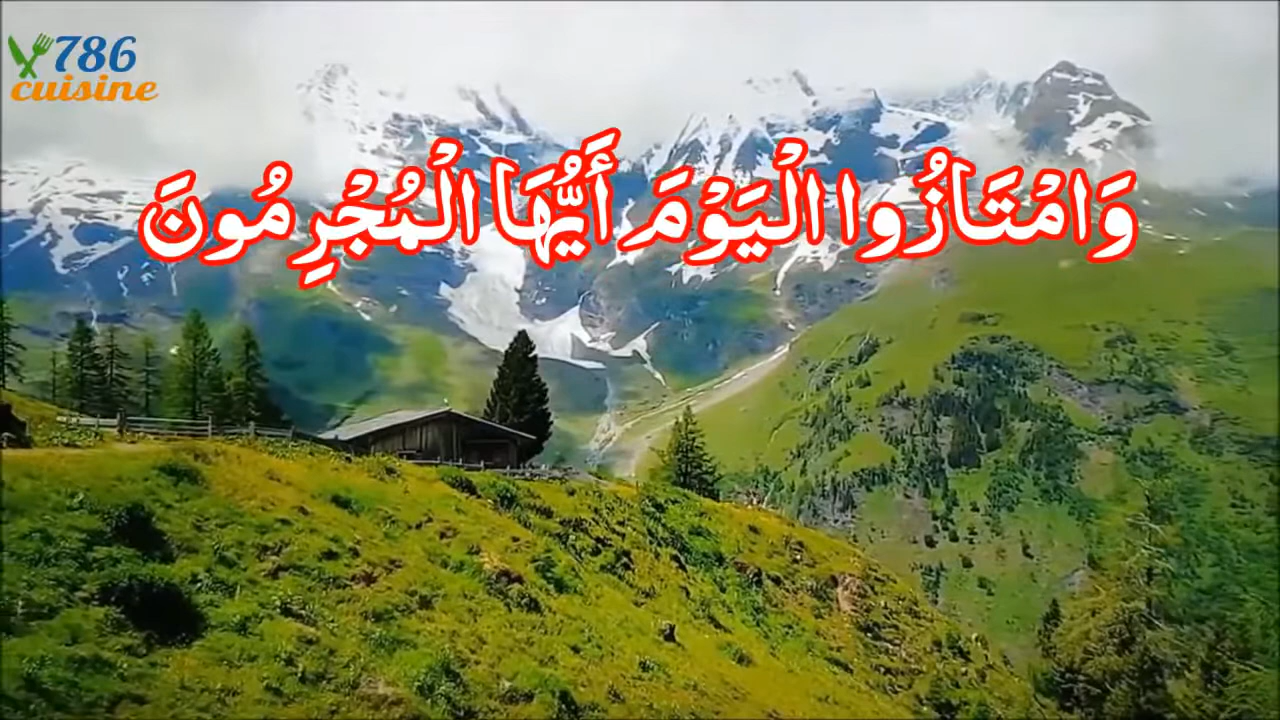 786
cuisine
وَامْتَازُوا الْيَوْمَ أَيُّهَا الْمُجْرِمُونَ